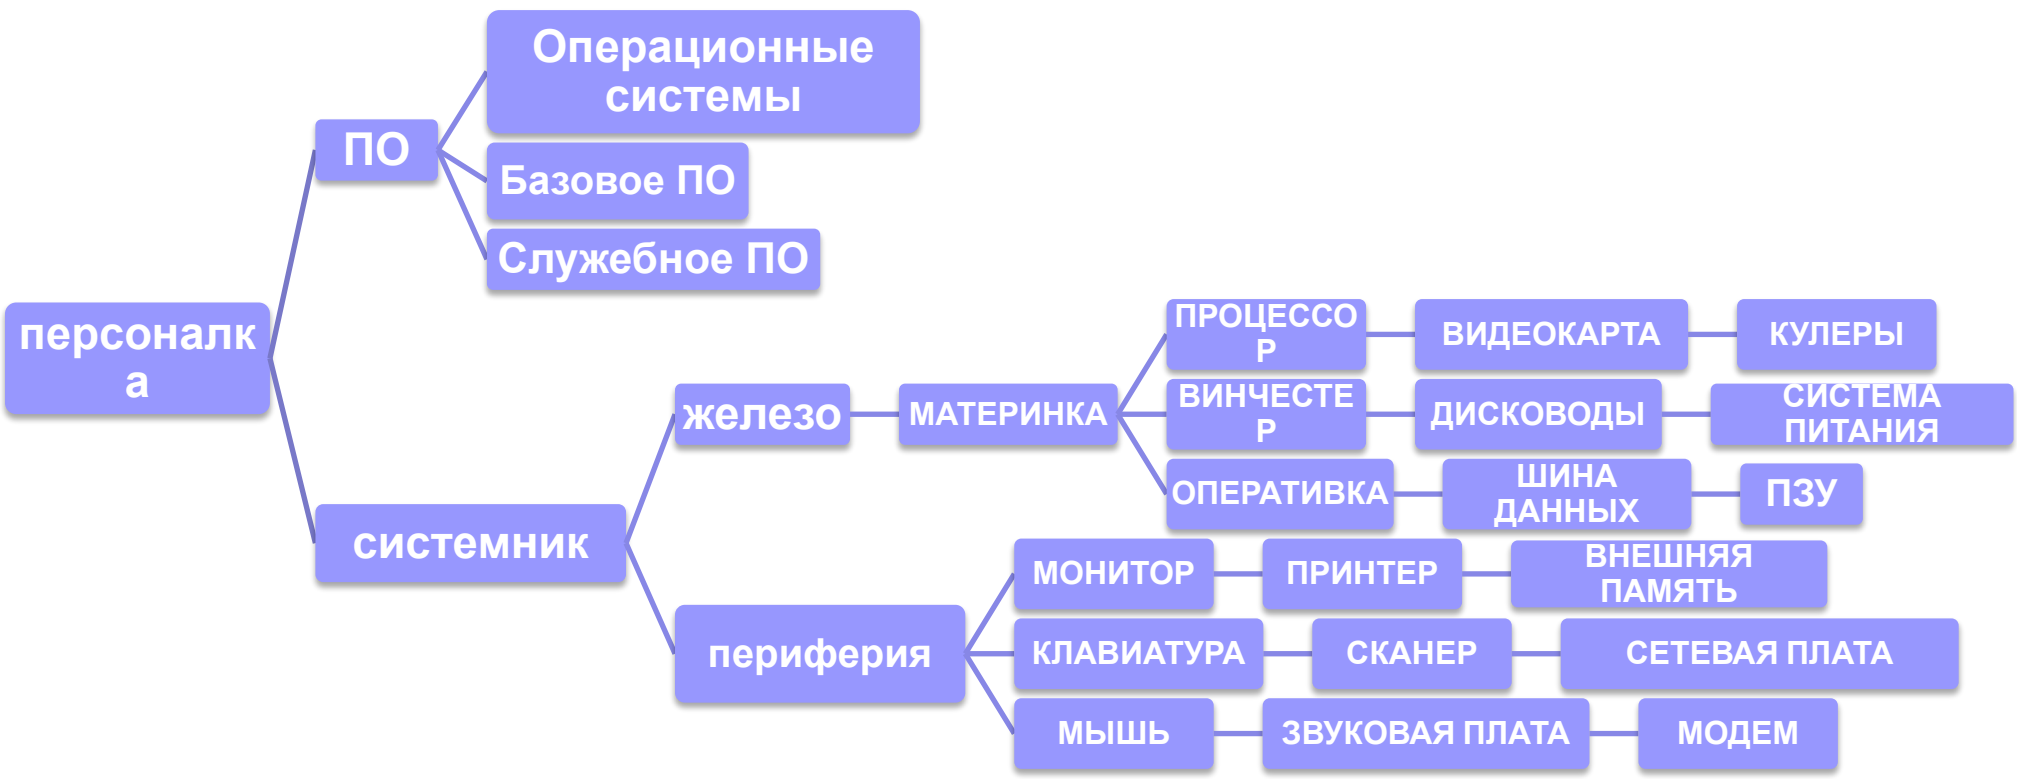 Операционные
системы
ПО
Базовое ПО
Служебное ПО
персоналк
а
системник
железо
МАТЕРИНКА
ПРОЦЕССО
Р
ВИДЕОКАРТА
КУЛЕРЫ
ВИНЧЕСТЕ
Р
ДИСКОВОДЫ
СИСТЕМА
ПИТАНИЯ
ОПЕРАТИВКА
ШИНА
ДАННЫХ
ПЗУ
периферия
МОНИТОР
ПРИНТЕР
ВНЕШНЯЯ
ПАМЯТЬ
КЛАВИАТУРА
СКАНЕР
СЕТЕВАЯ ПЛАТА
МЫШЬ
ЗВУКОВАЯ ПЛАТА
МОДЕМ